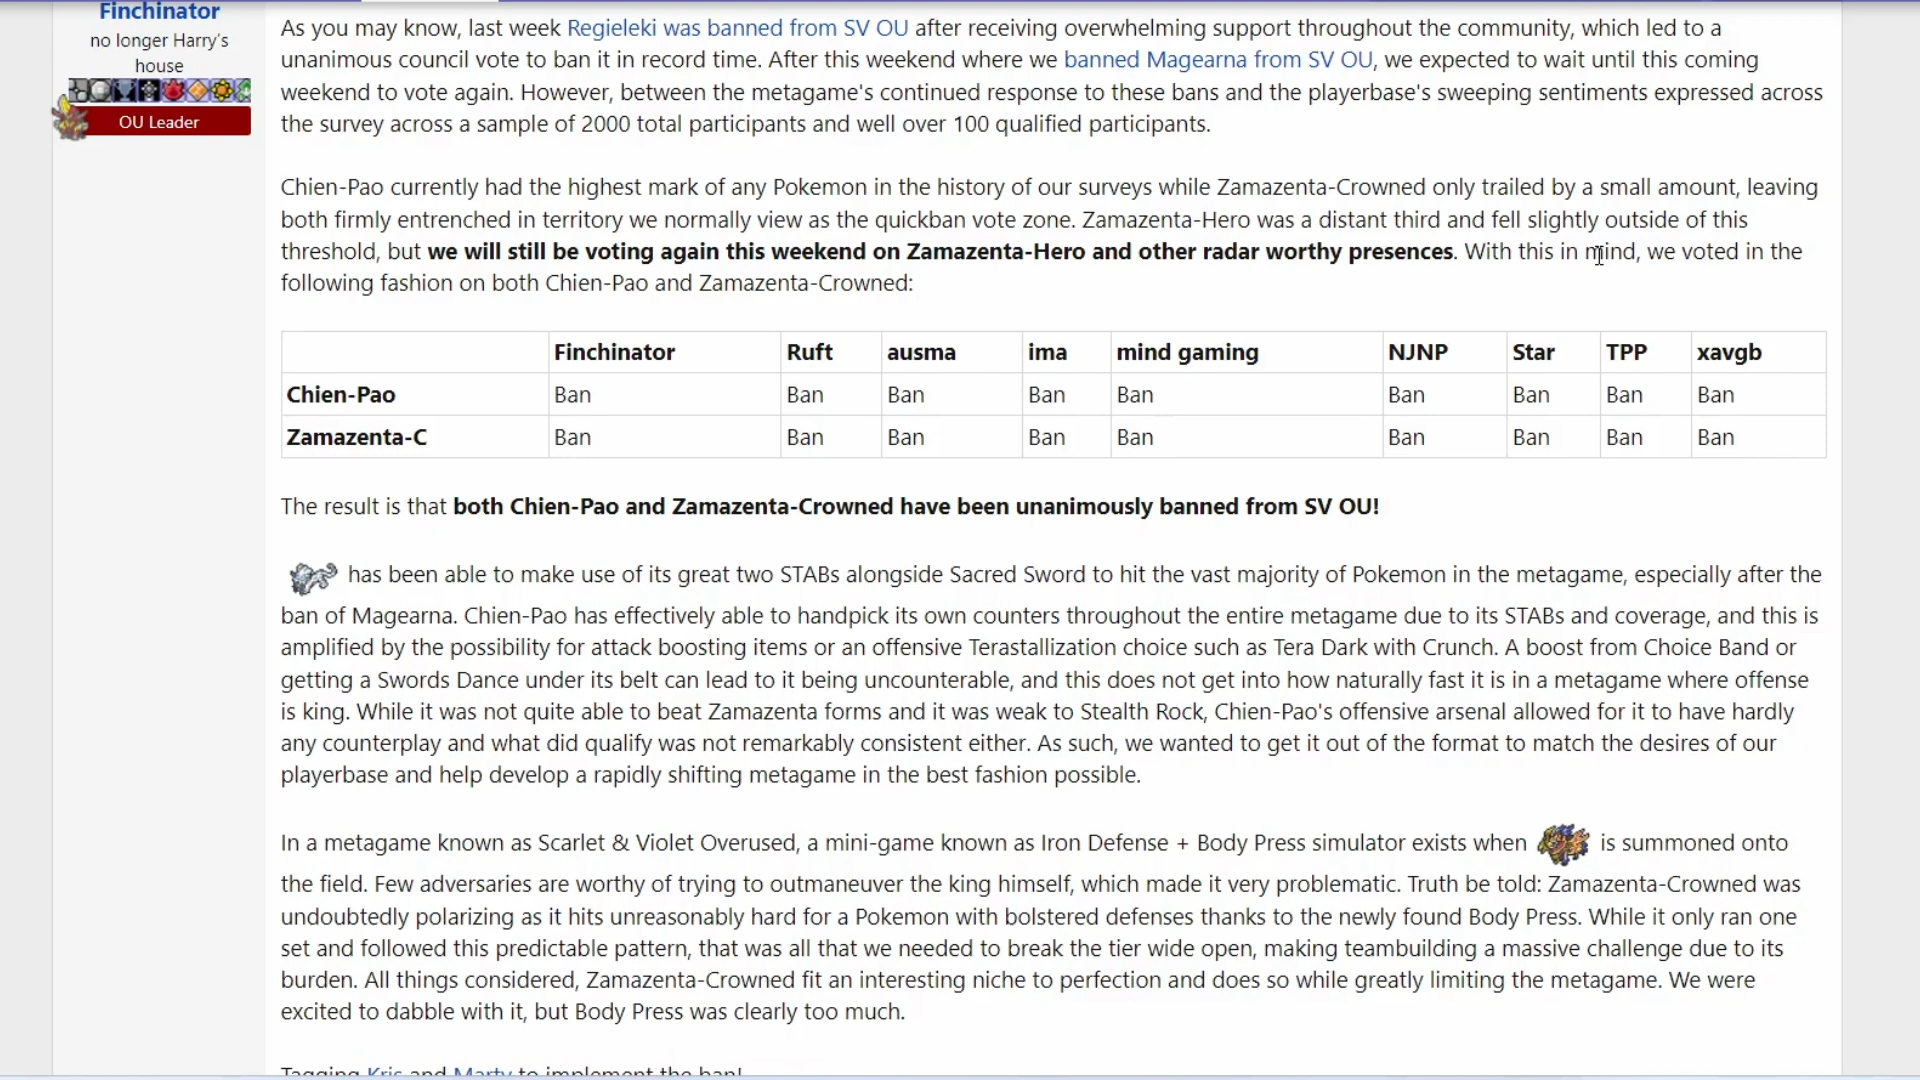 Finchinator
no longer Harry's
house
OU Leader
As you may know, last week Regieleki was banned from SV OU after receiving overwhelming support throughout the community, which led to a
unanimous council vote to ban it in record time. After this weekend where we banned Magearna from SV OU, we expected to wait until this coming
weekend to vote again. However, between the metagame's continued response to these bans and the playerbase's sweeping sentiments expressed across
the survey across a sample of 2000 total participants and well over 100 qualified participants.
Chien-Pao currently had the highest mark of any Pokemon in the history of our surveys while Zamazenta-Crowned only trailed by a small amount, leaving
both firmly entrenched in territory we normally view as the quickban vote zone. Zamazenta-Hero was a distant third and fell slightly outside of this
threshold, but we will still be voting again this weekend on Zamazenta-Hero and other radar worthy presences. With this in mind, we voted in the
following fashion on both Chien-Pao and Zamazenta-Crowned:
Finchinator Ruft ausma ima mind gaming NJNP Star TPP xavgb
Chien-Pao Ban Ban Ban Ban Ban Ban Ban Ban Ban
Zamazenta-C Ban Ban Ban Ban Ban Ban Ban Ban Ban
The result is that both Chien-Pao and Zamazenta-Crowned have been unanimously banned from SV OU!
has been able to make use of its great two STABs alongside Sacred Sword to hit the vast majority of Pokemon in the metagame, especially after the
ban of Magearna. Chien-Pao has effectively able to handpick its own counters throughout the entire metagame due to its STABs and coverage, and this is
amplified by the possibility for attack boosting items or an offensive Terastallization choice such as Tera Dark with Crunch. A boost from Choice Band or
getting a Swords Dance under its belt can lead to it being uncounterable, and this does not get into how naturally fast it is in a metagame where offense
is king. While it was not quite able to beat Zamazenta forms and it was weak to Stealth Rock, Chien-Pao's offensive arsenal allowed for it to have hardly
any counterplay and what did qualify was not remarkably consistent either. As such, we wanted to get it out of the format to match the desires of our
playerbase and help develop a rapidly shifting metagame in the best fashion possible.
In a metagame known as Scarlet & Violet Overused, a mini-game known as Iron Defense + Body Press simulator exists when is summoned onto
the field. Few adversaries are worthy of trying to outmaneuver the king himself, which made it very problematic. Truth be told: Zamazenta-Crowned was
undoubtedly polarizing as it hits unreasonably hard for a Pokemon with bolstered defenses thanks to the newly found Body Press. While it only ran one
set and followed this predictable pattern, that was all that we needed to break the tier wide open, making teambuilding a massive challenge due to its
burden. All things considered, Zamazenta-Crowned fit an interesting niche to perfection and does so while greatly limiting the metagame. We were
excited to dabble with it, but Body Press was clearly too much.
Tagging Kris and Marty to implement the ban!